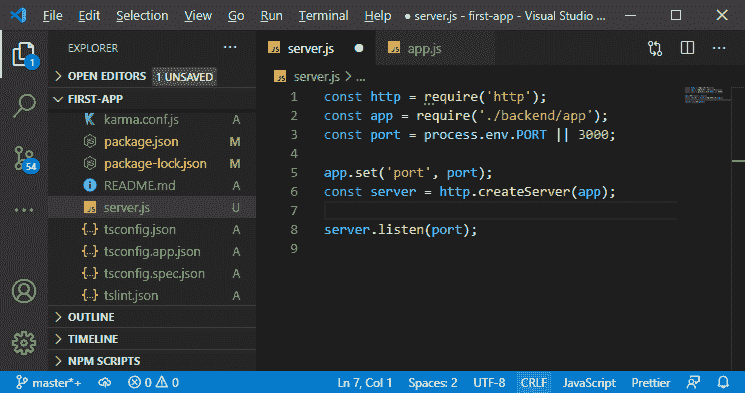 File Edit Selection View Go Run Terminal Help ● server.js - first-app - Visual Studio ...
EXPLORER
OPEN EDITORS 1 UNSAVED
FIRST-APP
karma.conf.js A
package.json M
package-lock.json M
README.md A
server.js U
tsconfig.json A
tsconfig.app.json A
tsconfig.spec.json A
tslint.json A
OUTLINE
TIMELINE
NPM SCRIPTS
1
54
JS server.js ● JS app.js
JS server.js > ...
1 const http = require('http');
2 const app = require('./backend/app');
3 const port = process.env.PORT || 3000;
4
5 app.set('port', port);
6 const server = http.createServer(app);
7
8 server.listen(port);
9
master*+ 0 0 Ln 7, Col 1 Spaces: 2 UTF-8 CRLF JavaScript Prettier